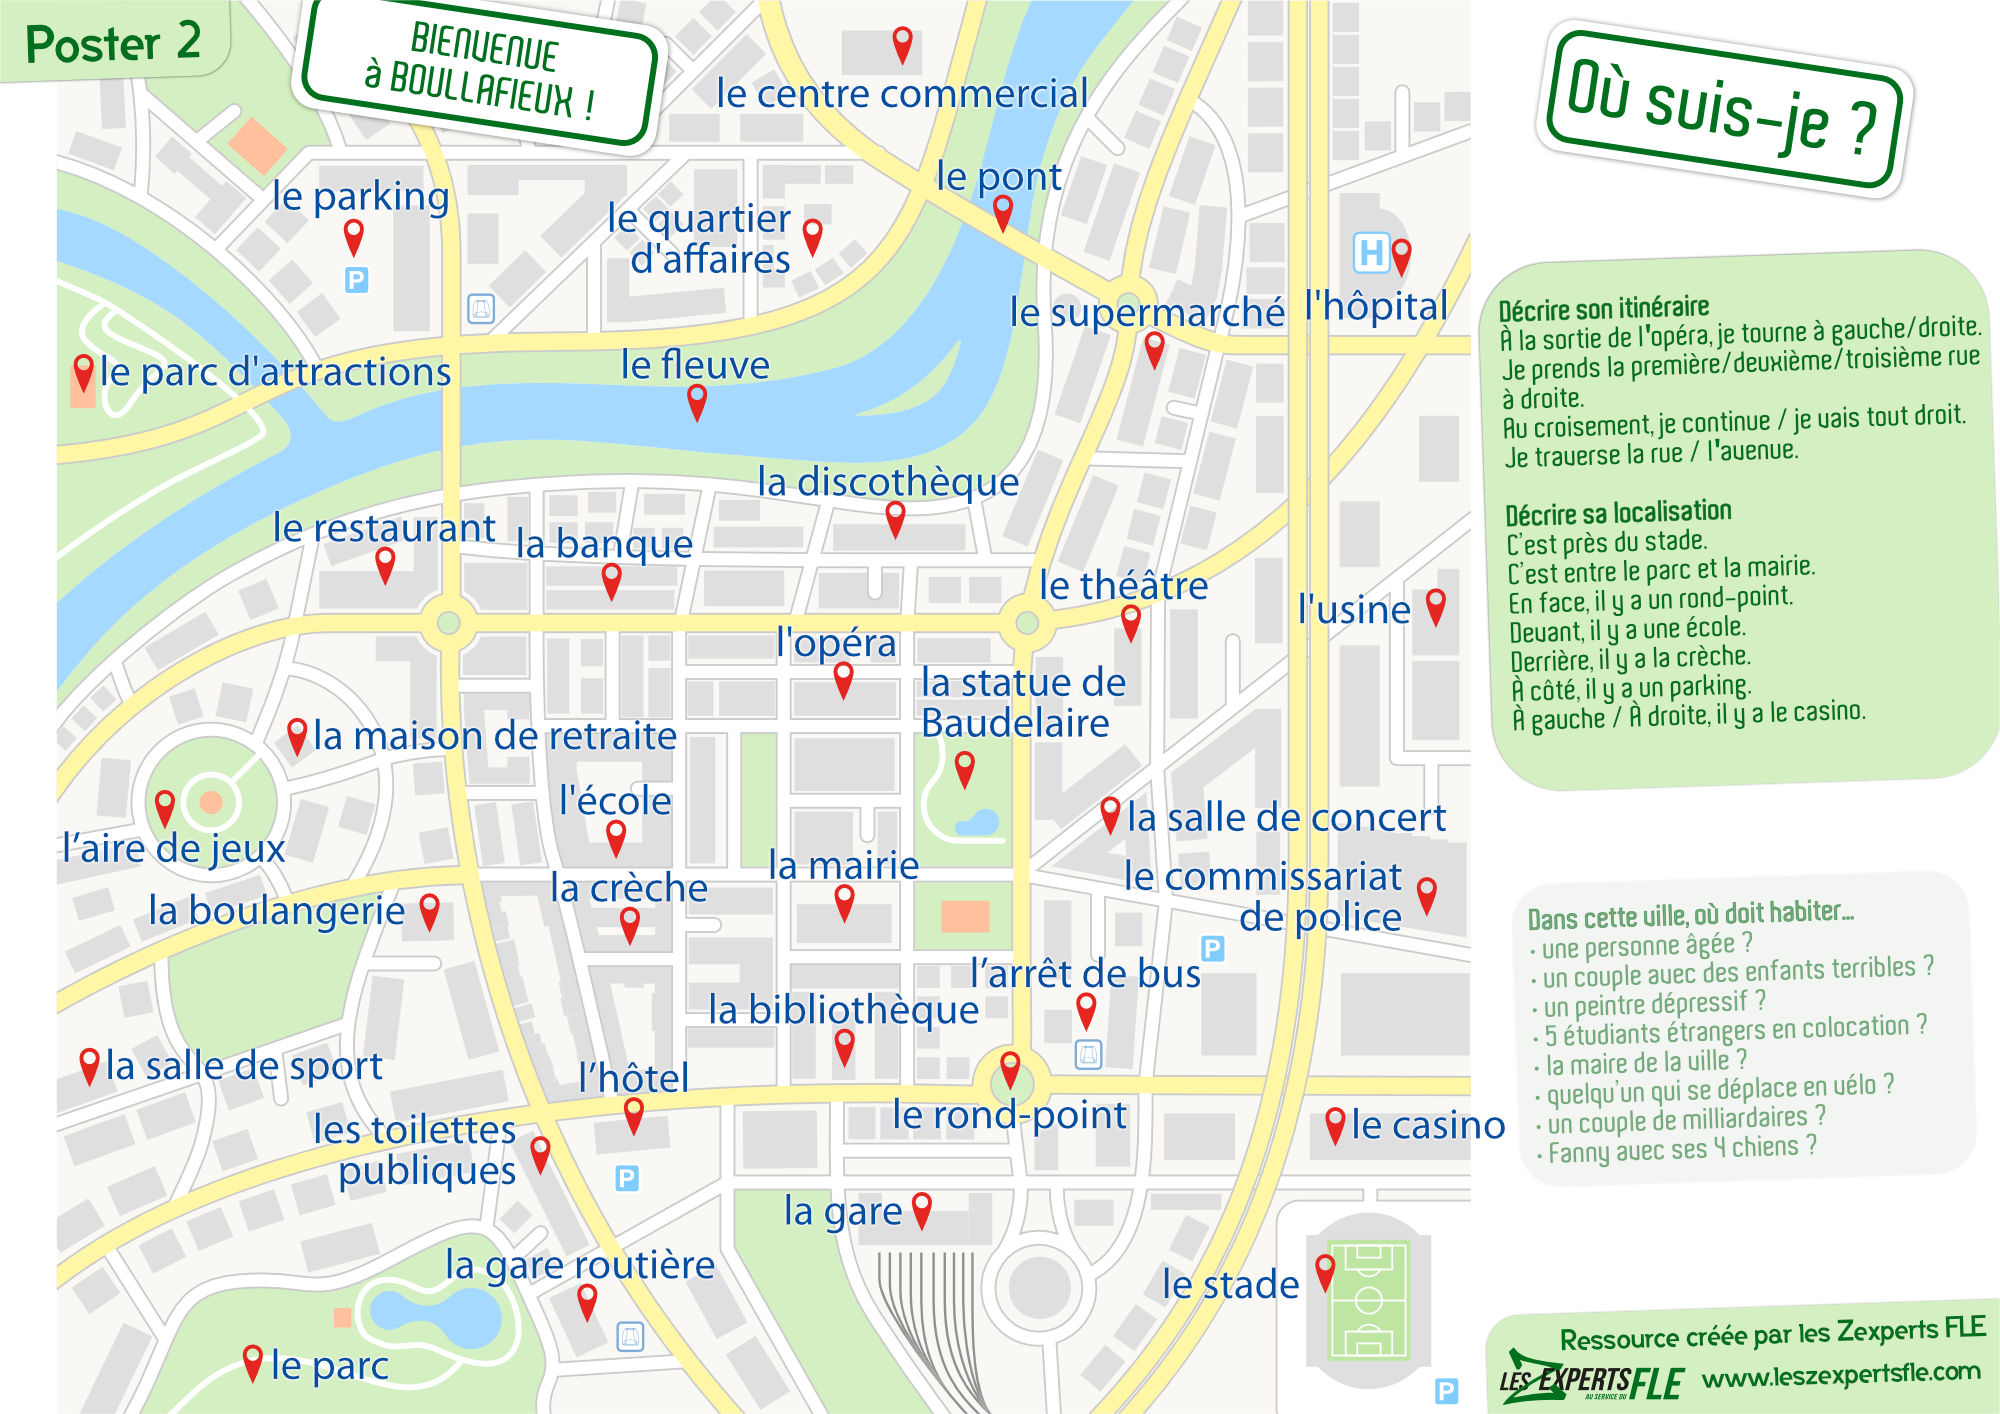 Poster 2
BIENVENUE
à BOULLAFIEUX !
Où suis-je ?
le centre commercial
le pont
le parking
le quartier
d'affaires
P
H
l'hôpital
le supermarché
le parc d'attractions
le fleuve
la discothèque
le restaurant
la banque
le théâtre
l'usine
l'opéra
la statue de
Baudelaire
la maison de retraite
l'école
la salle de concert
l’aire de jeux
la mairie
la crèche
le commissariat
de police
la boulangerie
P
l’arrêt de bus
la bibliothèque
la salle de sport
l’hôtel
le rond-point
les toilettes
publiques
le casino
P
la gare
la gare routière
le stade
le parc
P
Décrire son itinéraire
À la sortie de l'opéra, je tourne à gauche/droite.
Je prends la première/deuxième/troisième rue
à droite.
Au croisement, je continue / je vais tout droit.
Je traverse la rue / l'avenue.
Décrire sa localisation
C’est près du stade.
C’est entre le parc et la mairie.
En face, il y a un rond-point.
Devant, il y a une école.
Derrière, il y a la crèche.
À côté, il y a un parking.
À gauche / À droite, il y a le casino.
Dans cette ville, où doit habiter...
• une personne âgée ?
• un couple avec des enfants terribles ?
• un peintre dépressif ?
• 5 étudiants étrangers en colocation ?
• la maire de la ville ?
• quelqu’un qui se déplace en vélo ?
• un couple de milliardaires ?
• Fanny avec ses 4 chiens ?
Ressource créée par les Zexperts FLE
LES ZEXPERTS FLE
AU SERVICE DU
www.leszexpertsfle.com